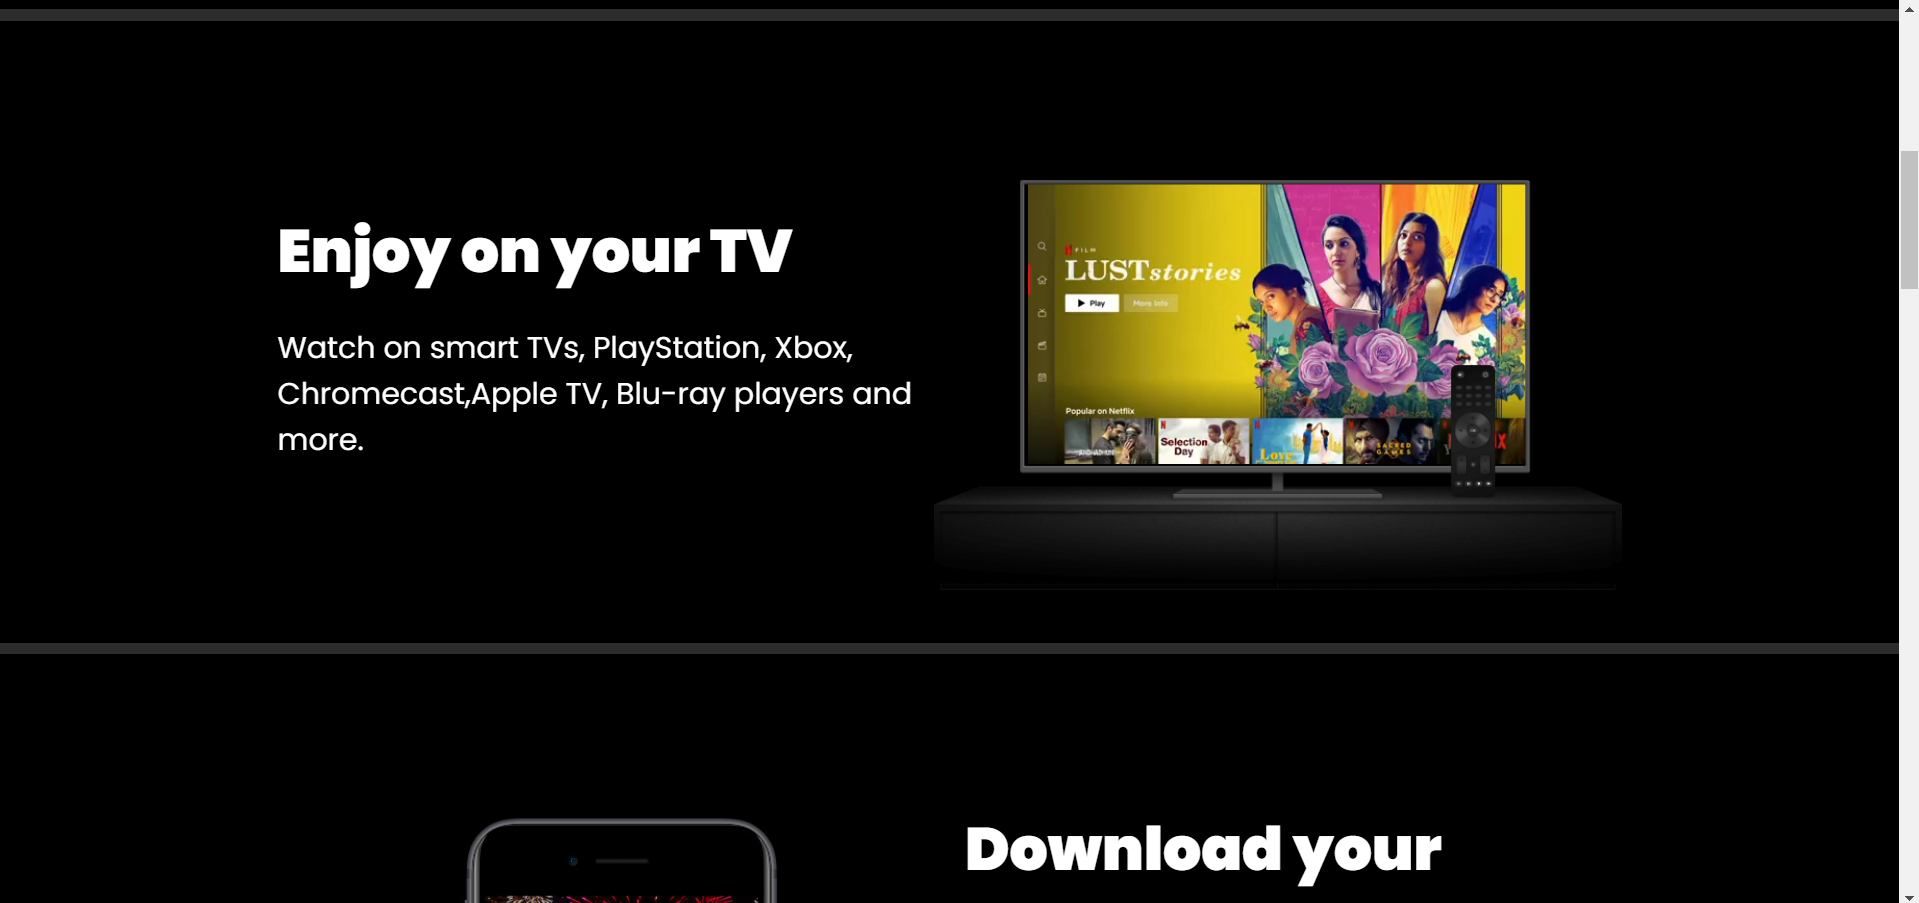 Enjoy on your TV
Watch on smart TVs, PlayStation, Xbox,
Chromecast,Apple TV, Blu-ray players and
more.
N FILM
LUST stories
Play
More Info
Popular on Netflix
ANDHADHUN
Selection
Day
Love
SACRED
GAMES
Download your